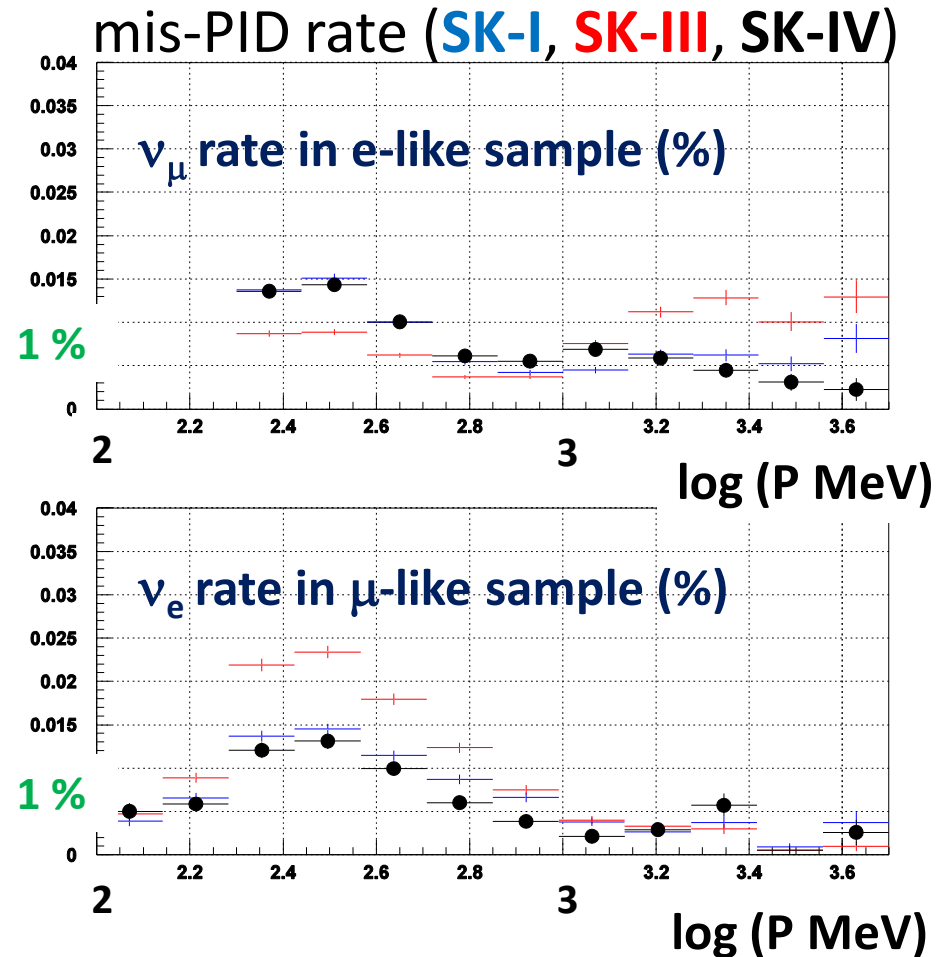 mis-PID rate (SK-I, SK-III, SK-IV)
0.04
0.035
0.03
νμ rate in e-like sample (%)
0.025
0.02
0.015
1 %
0
2 2.2 2.4 2.6 2.8 3 3.2 3.4 3.6
log (P MeV)
0.04
0.035
0.03
νe rate in μ-like sample (%)
0.025
0.02
0.015
1 %
0
2 2.2 2.4 2.6 2.8 3 3.2 3.4 3.6
log (P MeV)